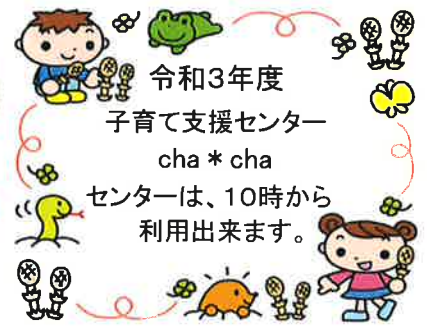 令和3年度
子育て支援センター
cha＊cha
センターは、10時から
利用出来ます。